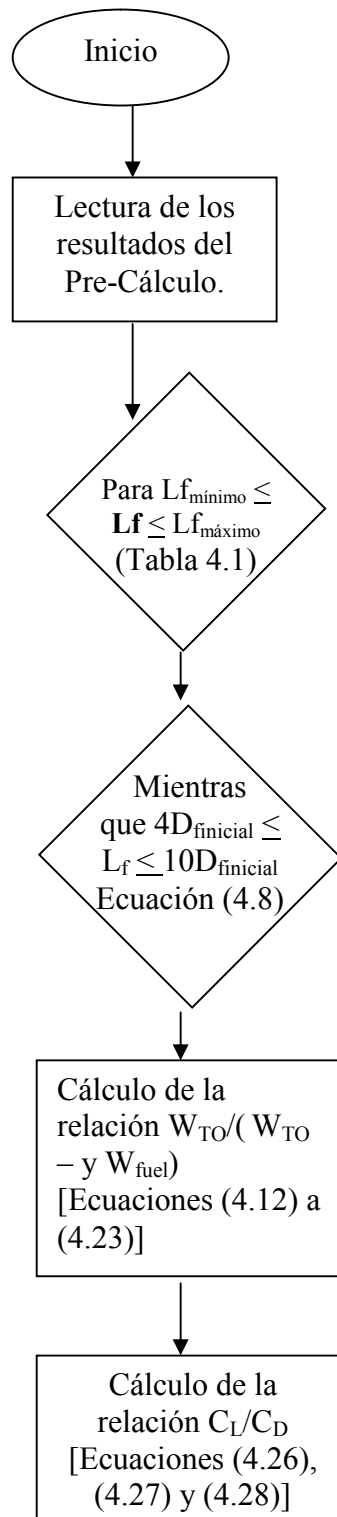 Inicio
Lectura de los
resultados del
Pre-Cálculo.
Para Lfmínimo ≤
Lf ≤ Lfmáximo
(Tabla 4.1)
Mientras
que 4Dfinicial ≤
Lf ≤ 10Dfinicial
Ecuación (4.8)
Cálculo de la
relación WTO/( WTO
– y Wfuel)
[Ecuaciones (4.12) a
(4.23)]
Cálculo de la
relación CL/CD
[Ecuaciones (4.26),
(4.27) y (4.28)]